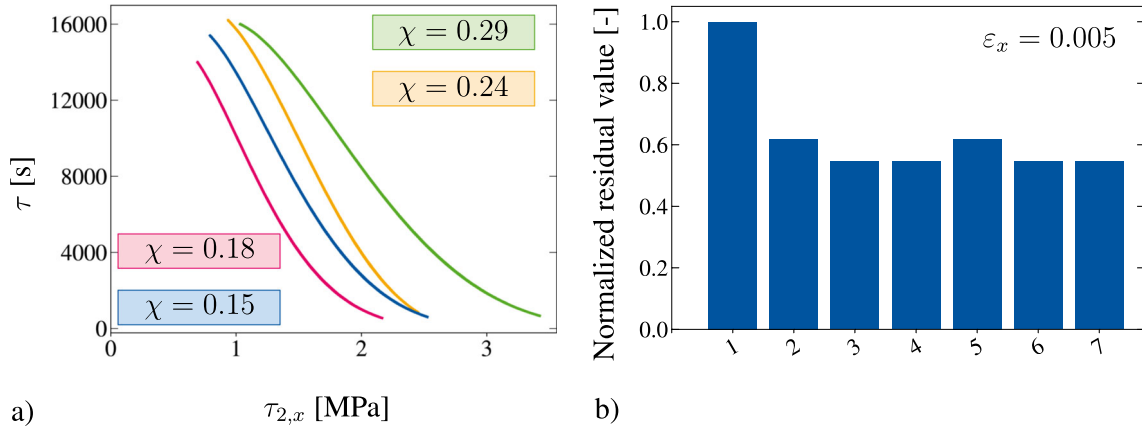 16000
12000
8000
4000
0
τ [s]
χ = 0.29
χ = 0.24
χ = 0.18
χ = 0.15
0
1
2
3
τ2,x [MPa]
a)
Normalized residual value [-]
1.0
0.8
0.6
0.4
0.2
0.0
εx = 0.005
1
2
3
4
5
6
7
b)